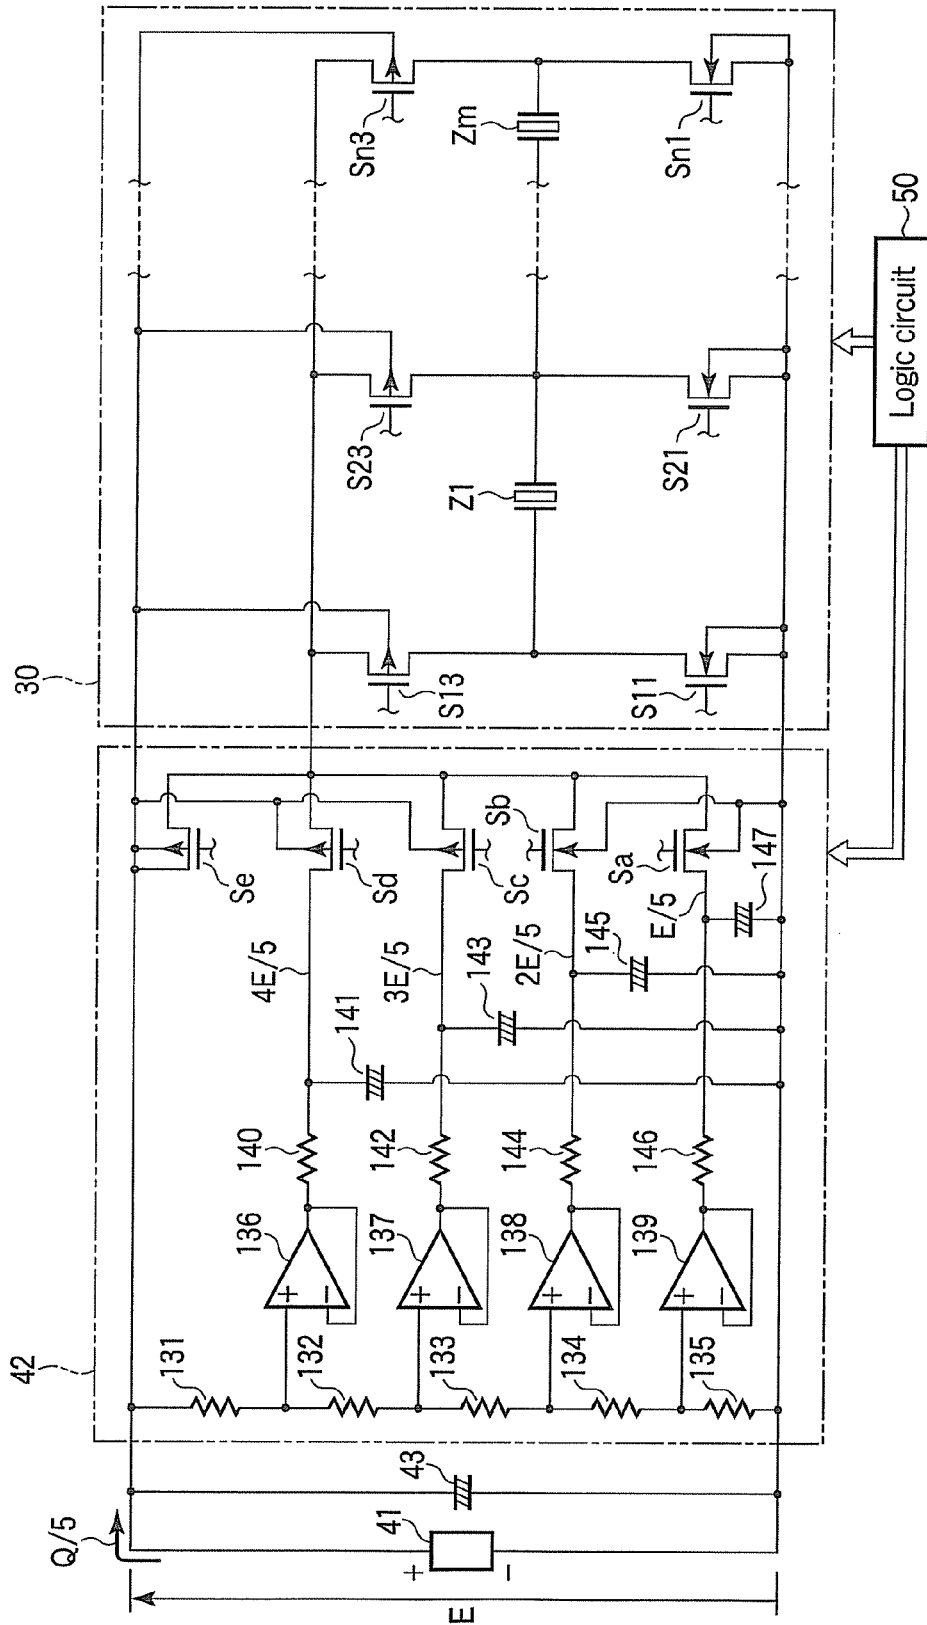 30
42
Q/5
E
+
41
−
43
131
132
133
134
135
136
+
−
137
+
−
138
+
−
139
+
−
140
142
144
146
141
143
145
147
4E/5
3E/5
2E/5
E/5
Se
Sd
Sc
Sb
Sa
S13
S11
Z1
S23
S21
Sn3
Zm
Sn1
Logic circuit
50